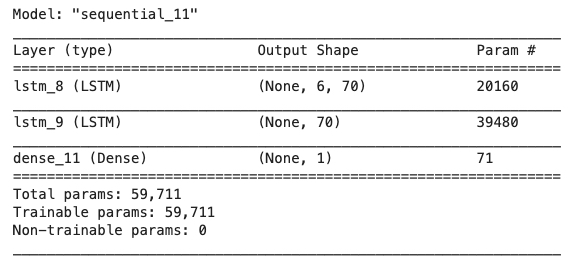 Model: "sequential_11"
Layer (type) Output Shape Param #
lstm_8 (LSTM) (None, 6, 70) 20160
lstm_9 (LSTM) (None, 70) 39480
dense_11 (Dense) (None, 1) 71
Total params: 59,711
Trainable params: 59,711
Non-trainable params: 0